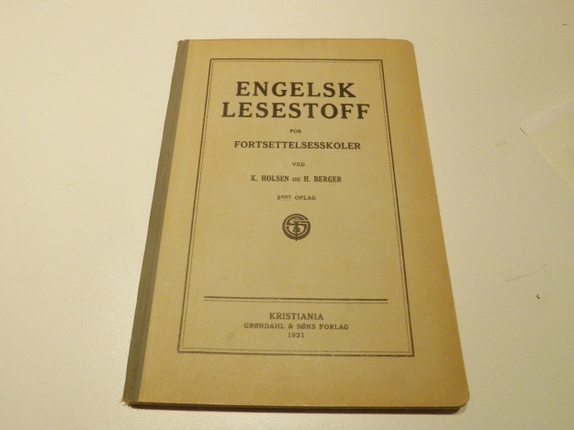 ENGELSK
LESESTOFF
FOR
FORTSETTELSESSKOLER
VED
K. HOLSEN OG H. BERGER
2NET OPLAG
KRISTIANIA
GRØNDAHL & SØNS FORLAG
1921